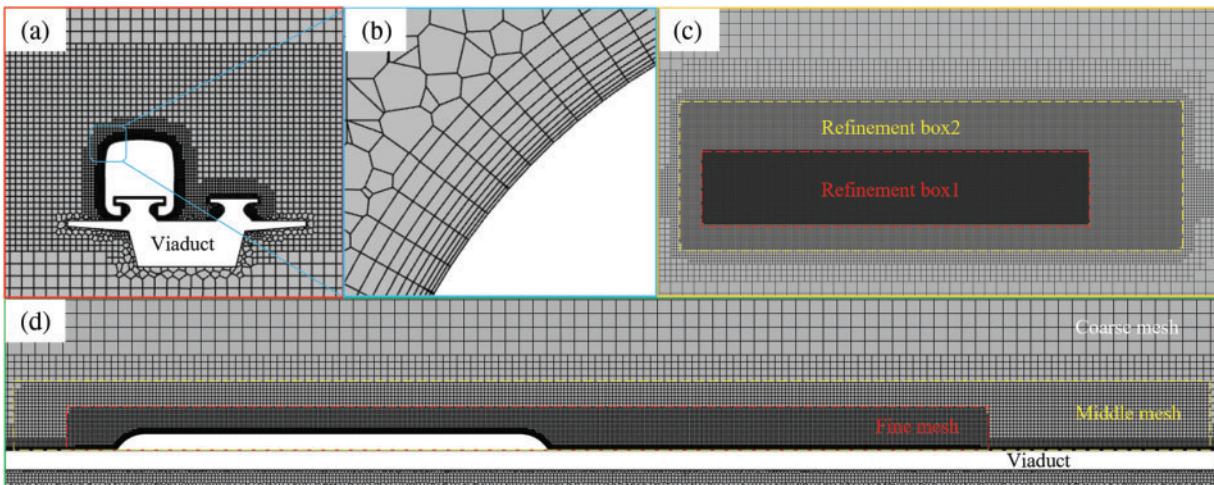 (a)
Viaduct
(b)
(c)
Refinement box2
Refinement box1
(d)
Coarse mesh
Middle mesh
Fine mesh
Viaduct